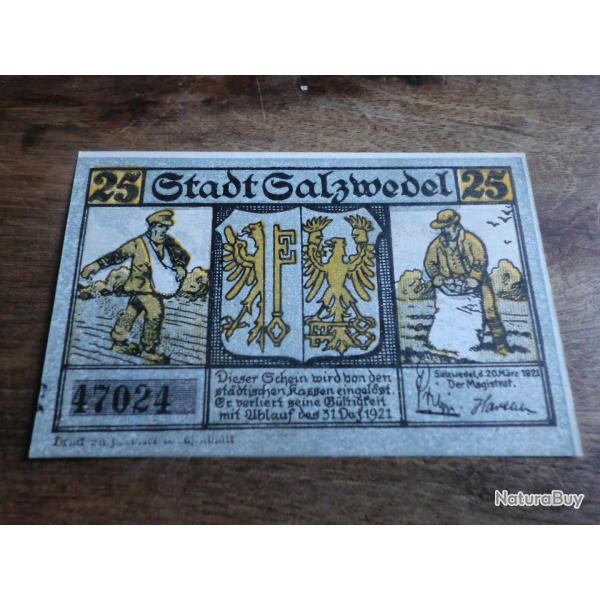 25 Stadt Salzwedel 25
47024
Dieser Schein wird von den
städtischen Kassen eingelöst.
Er verliert seine Gültigkeit
mit Ablauf des 31 Dez 1921
Salzwedel, d. 20. März 1921
Der Magistrat.
Druck
NaturaBuy